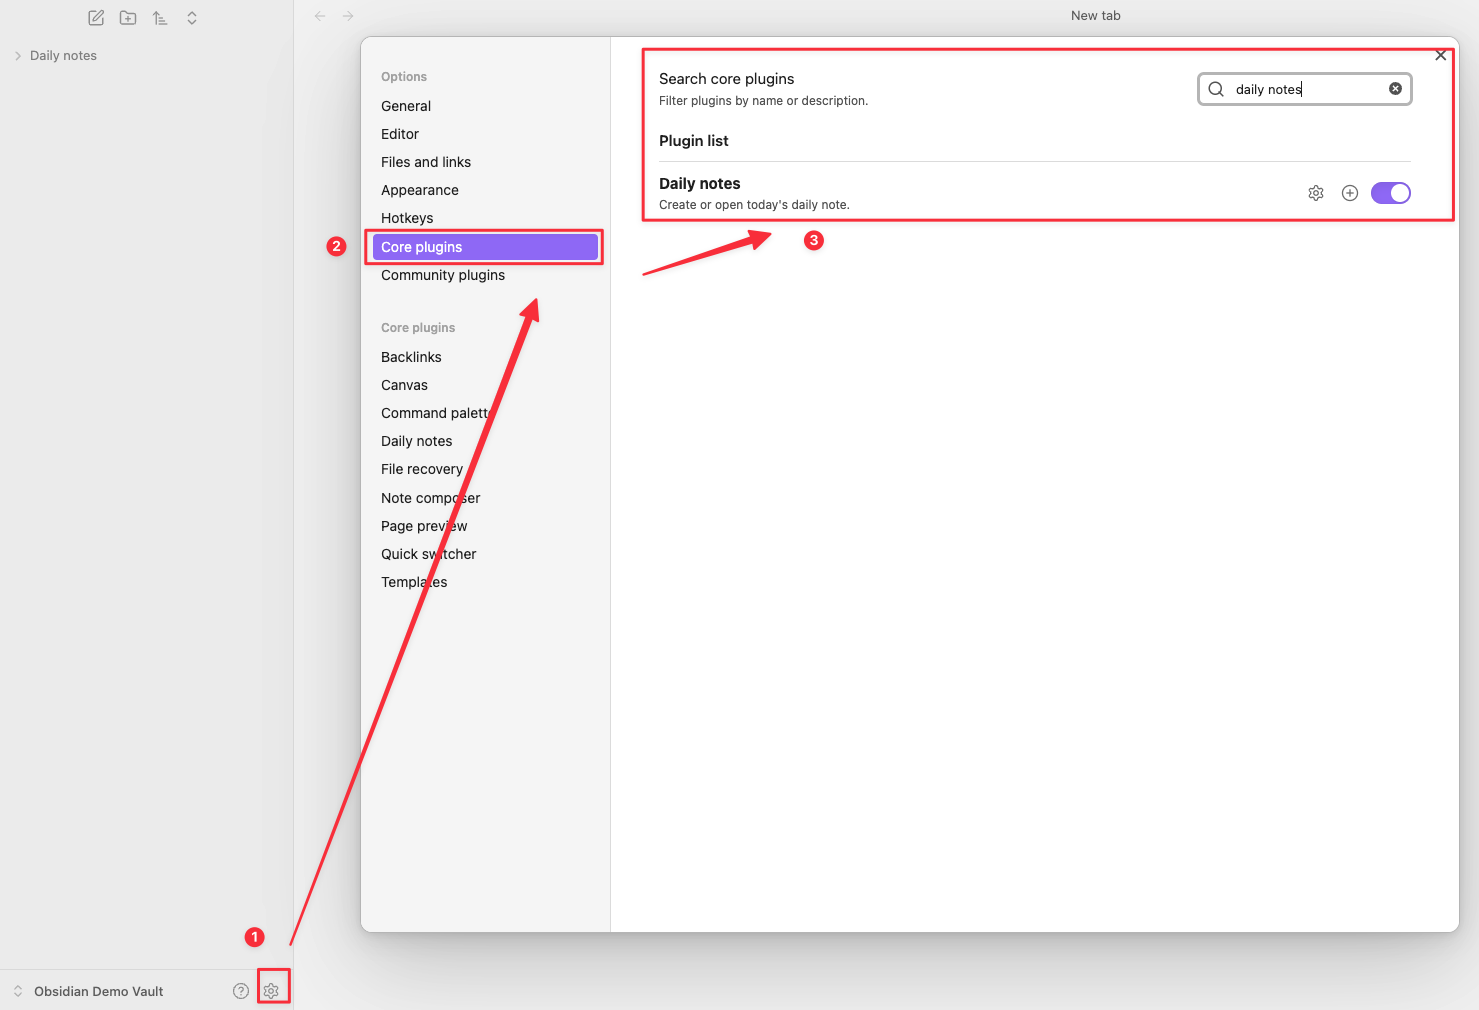 New tab
Daily notes
Options
General
Editor
Files and links
Appearance
Hotkeys
2
Core plugins
Community plugins
Core plugins
Backlinks
Canvas
Command palette
Daily notes
File recovery
Note composer
Page preview
Quick switcher
Templates
Search core plugins
Filter plugins by name or description.
daily notes
Plugin list
Daily notes
Create or open today's daily note.
3
1
Obsidian Demo Vault